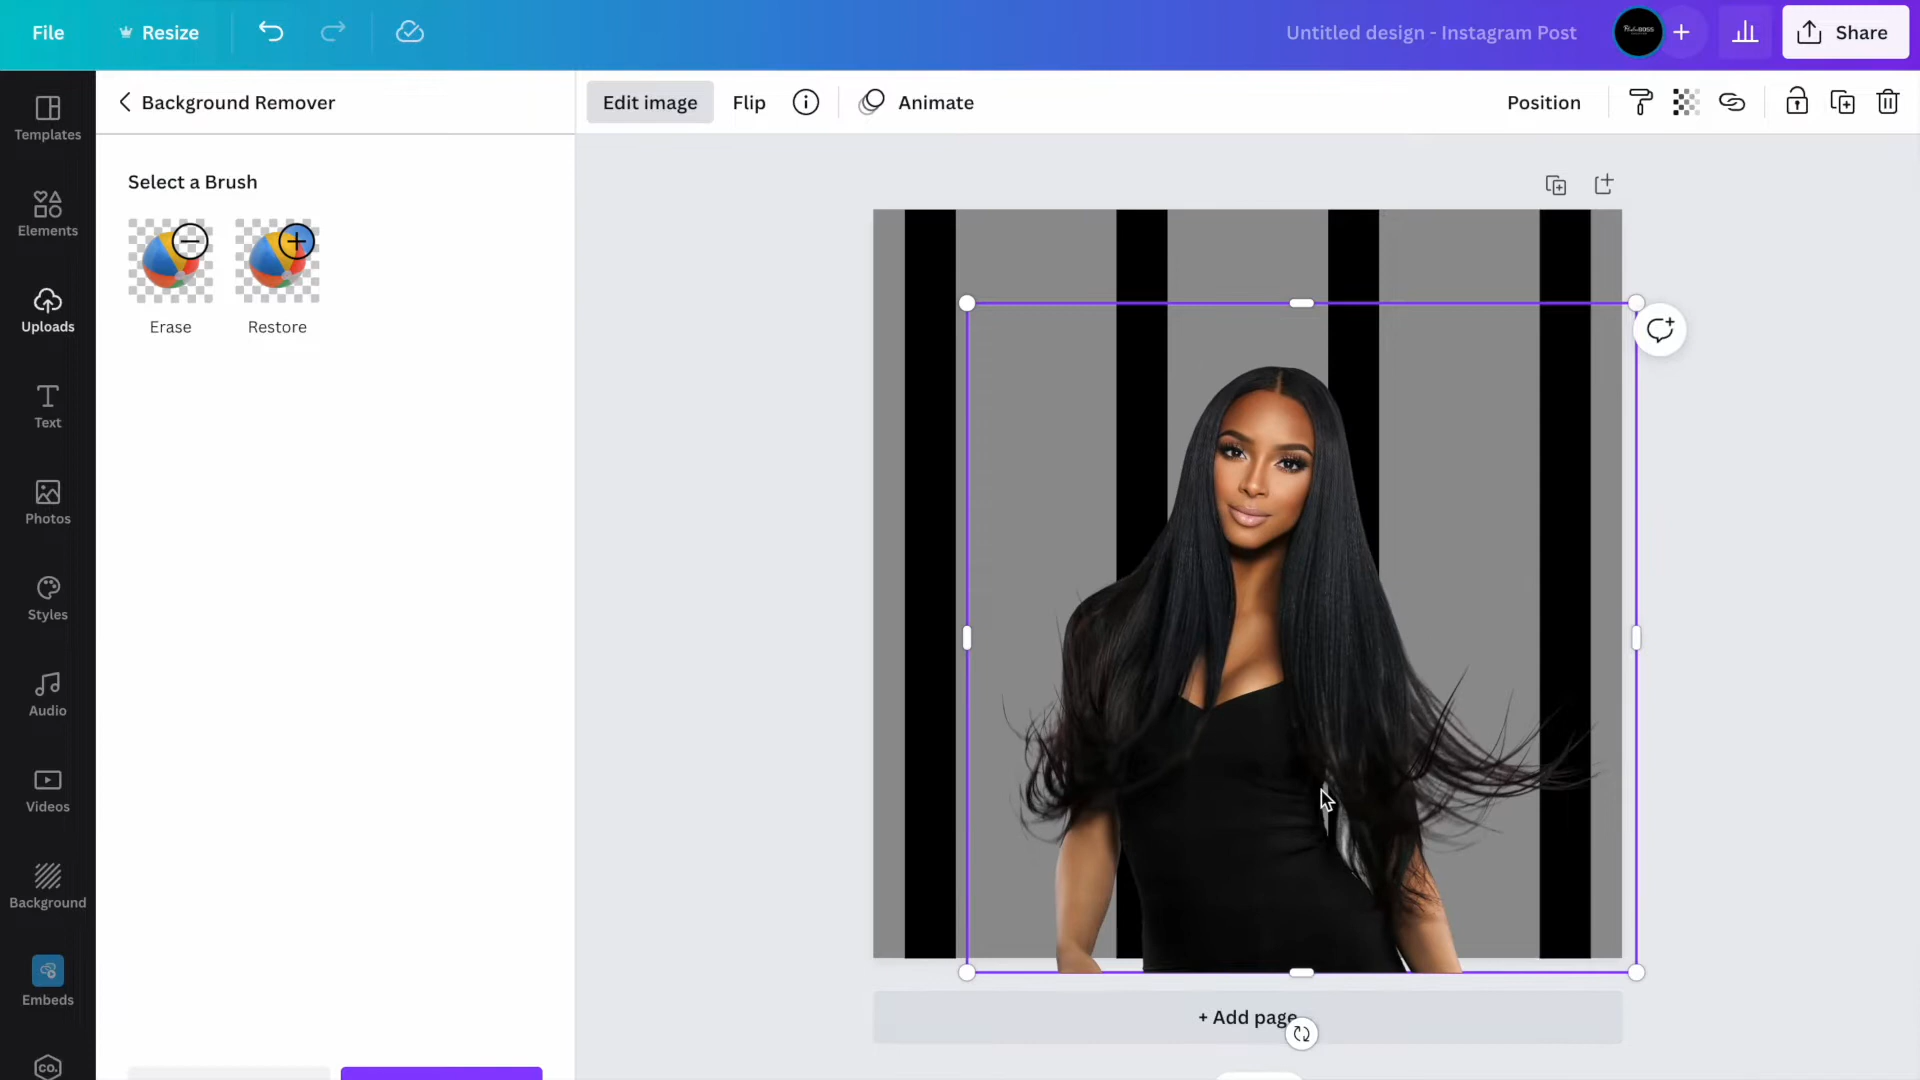 File
Resize
Untitled design - Instagram Post
Share
Templates
Elements
Uploads
Text
Photos
Styles
Audio
Videos
Background
Embeds
co.
Background Remover
Select a Brush
Erase
Restore
Edit image
Flip
Animate
Position
+ Add page